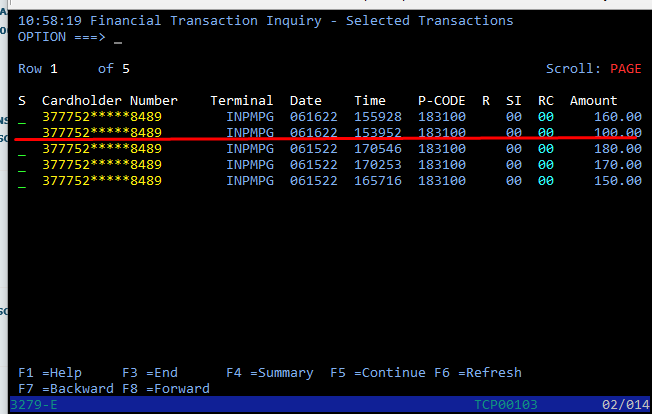 10:58:19 Financial Transaction Inquiry - Selected Transactions
OPTION ===> _
Row 1 of 5 Scroll: PAGE
S Cardholder Number Terminal Date Time P-CODE R SI RC Amount
_ 377752*****8489 INPMPG 061622 155928 183100 00 00 160.00
_ 377752*****8489 INPMPG 061622 153952 183100 00 00 100.00
_ 377752*****8489 INPMPG 061522 170546 183100 00 00 180.00
_ 377752*****8489 INPMPG 061522 170253 183100 00 00 170.00
_ 377752*****8489 INPMPG 061522 165716 183100 00 00 150.00
F1 =Help F3 =End F4 =Summary F5 =Continue F6 =Refresh
F7 =Backward F8 =Forward
3279-E TCP00103 02/014